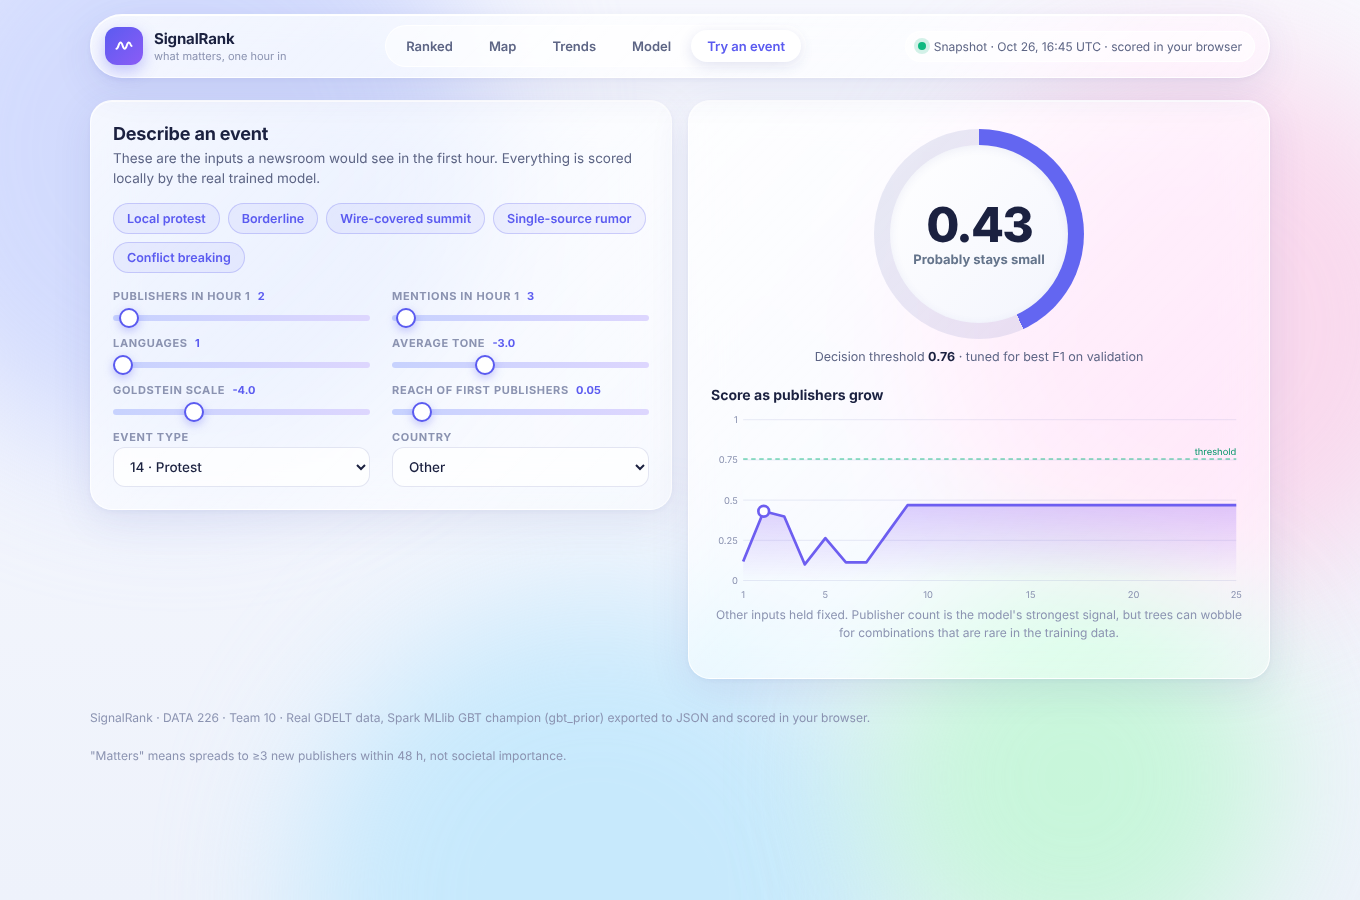 SignalRank
what matters, one hour in
Ranked
Map
Trends
Model
Try an event
Snapshot · Oct 26, 16:45 UTC · scored in your browser
Describe an event
These are the inputs a newsroom would see in the first hour. Everything is scored
locally by the real trained model.
Local protest
Borderline
Wire-covered summit
Single-source rumor
Conflict breaking
PUBLISHERS IN HOUR 1 2
MENTIONS IN HOUR 1 3
LANGUAGES 1
AVERAGE TONE -3.0
GOLDSTEIN SCALE -4.0
REACH OF FIRST PUBLISHERS 0.05
EVENT TYPE
COUNTRY
14 · Protest
Other
0.43
Probably stays small
Decision threshold 0.76 · tuned for best F1 on validation
Score as publishers grow
1
threshold
0.75
0.5
0.25
0
1 5 10 15 20 25
Other inputs held fixed. Publisher count is the model's strongest signal, but trees can wobble
for combinations that are rare in the training data.
SignalRank · DATA 226 · Team 10 · Real GDELT data, Spark MLlib GBT champion (gbt_prior) exported to JSON and scored in your browser.
"Matters" means spreads to ≥3 new publishers within 48 h, not societal importance.